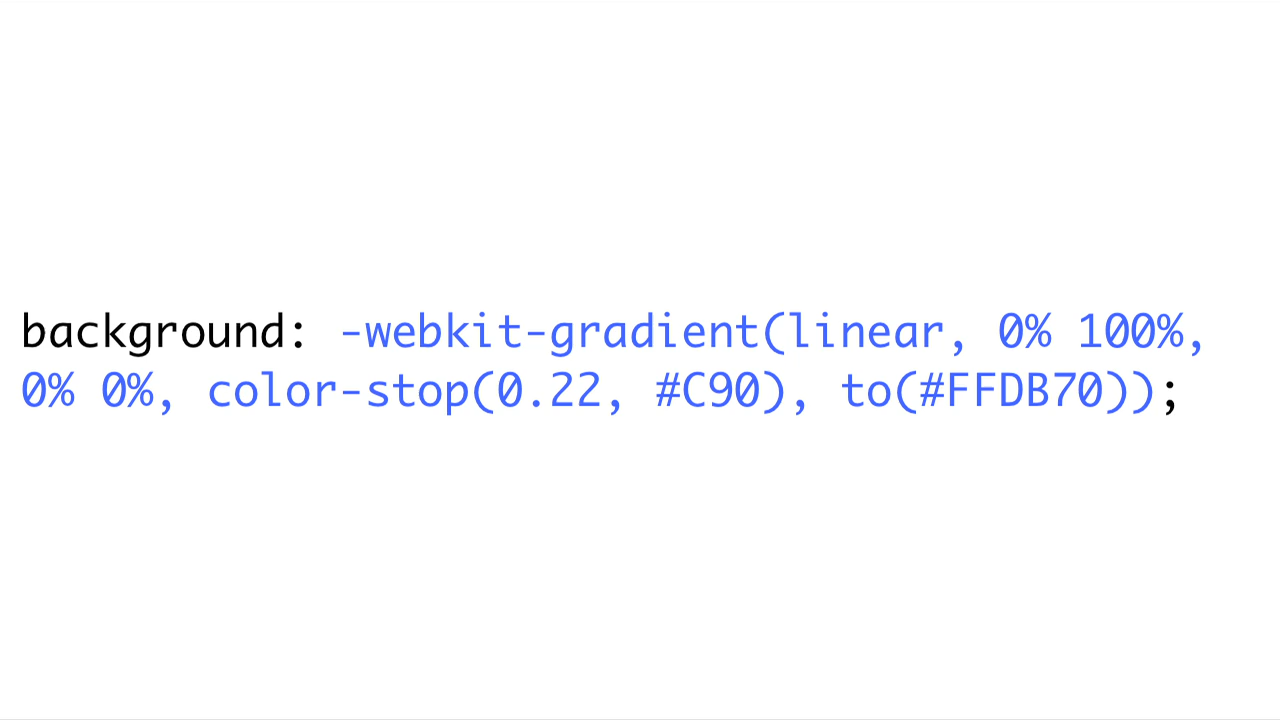 background: -webkit-gradient(linear, 0% 100%,
0% 0%, color-stop(0.22, #C90), to(#FFDB70));